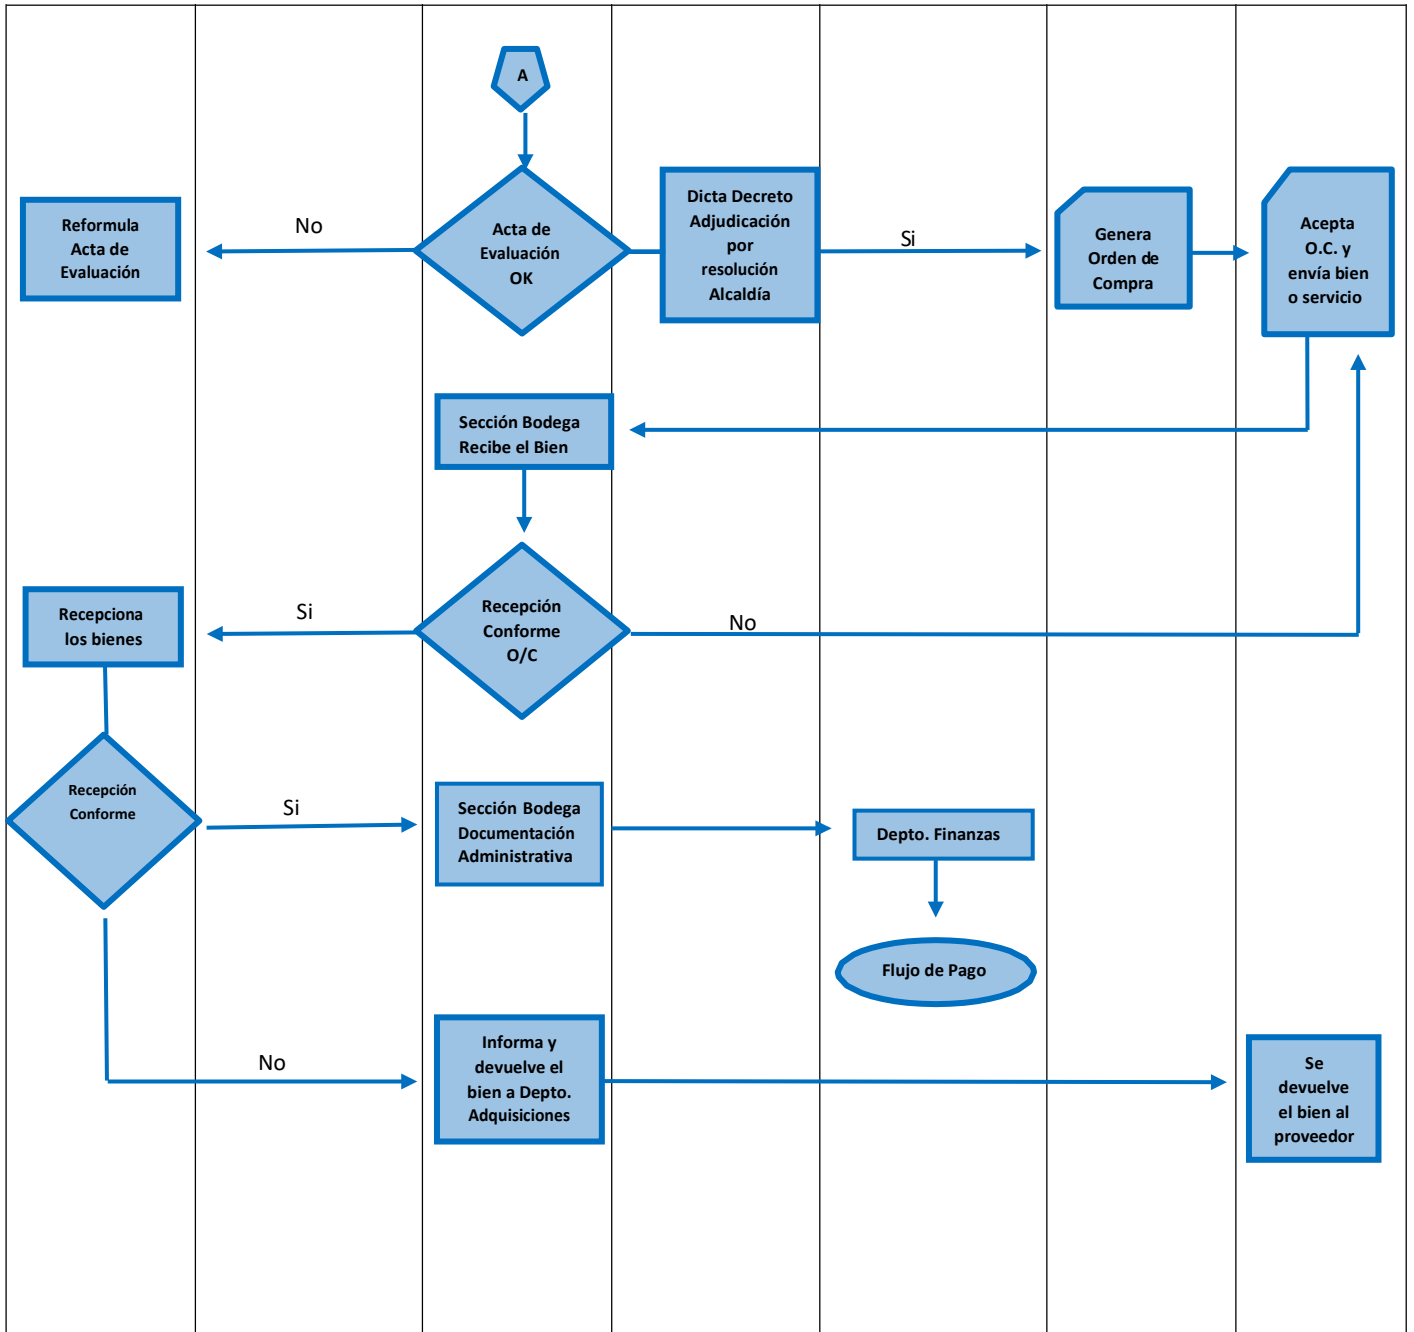 A
Reformula
Acta de
Evaluación
No
Acta de
Evaluación
OK
Dicta Decreto
Adjudicación
por
resolución
Alcaldía
Si
Genera
Orden de
Compra
Acepta
O.C. y
envía bien
o servicio
Sección Bodega
Recibe el Bien
Recepciona
los bienes
Si
Recepción
Conforme
O/C
No
Recepción
Conforme
Si
Sección Bodega
Documentación
Administrativa
Depto. Finanzas
Flujo de Pago
No
Informa y
devuelve el
bien a Depto.
Adquisiciones
Se
devuelve
el bien al
proveedor